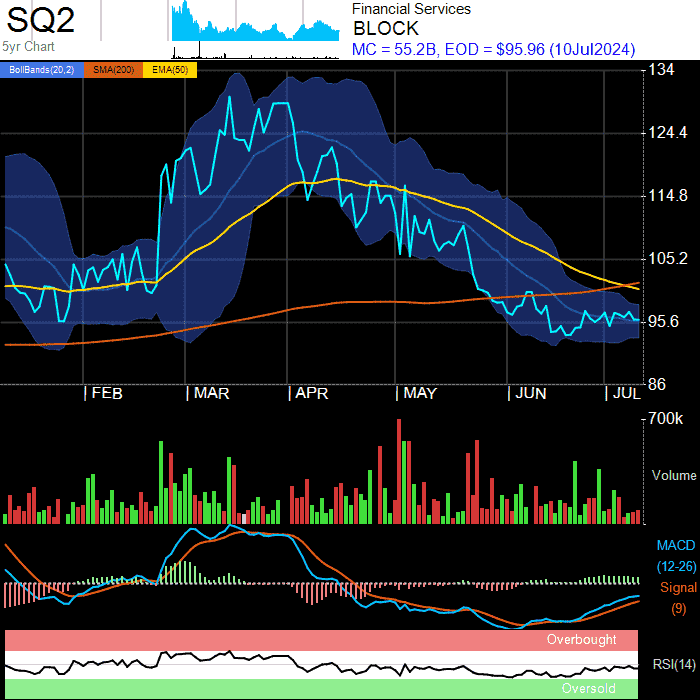 SQ2
5yr Chart
Financial Services
BLOCK
MC = 55.2B, EOD = $95.96 (10Jul2024)
BollBands(20,2) SMA(200) EMA(50)
134
124.4
114.8
105.2
95.6
86
FEB MAR APR MAY JUN JUL
700k
Volume
MACD
(12-26)
Signal
(9)
Overbought
RSI(14)
Oversold